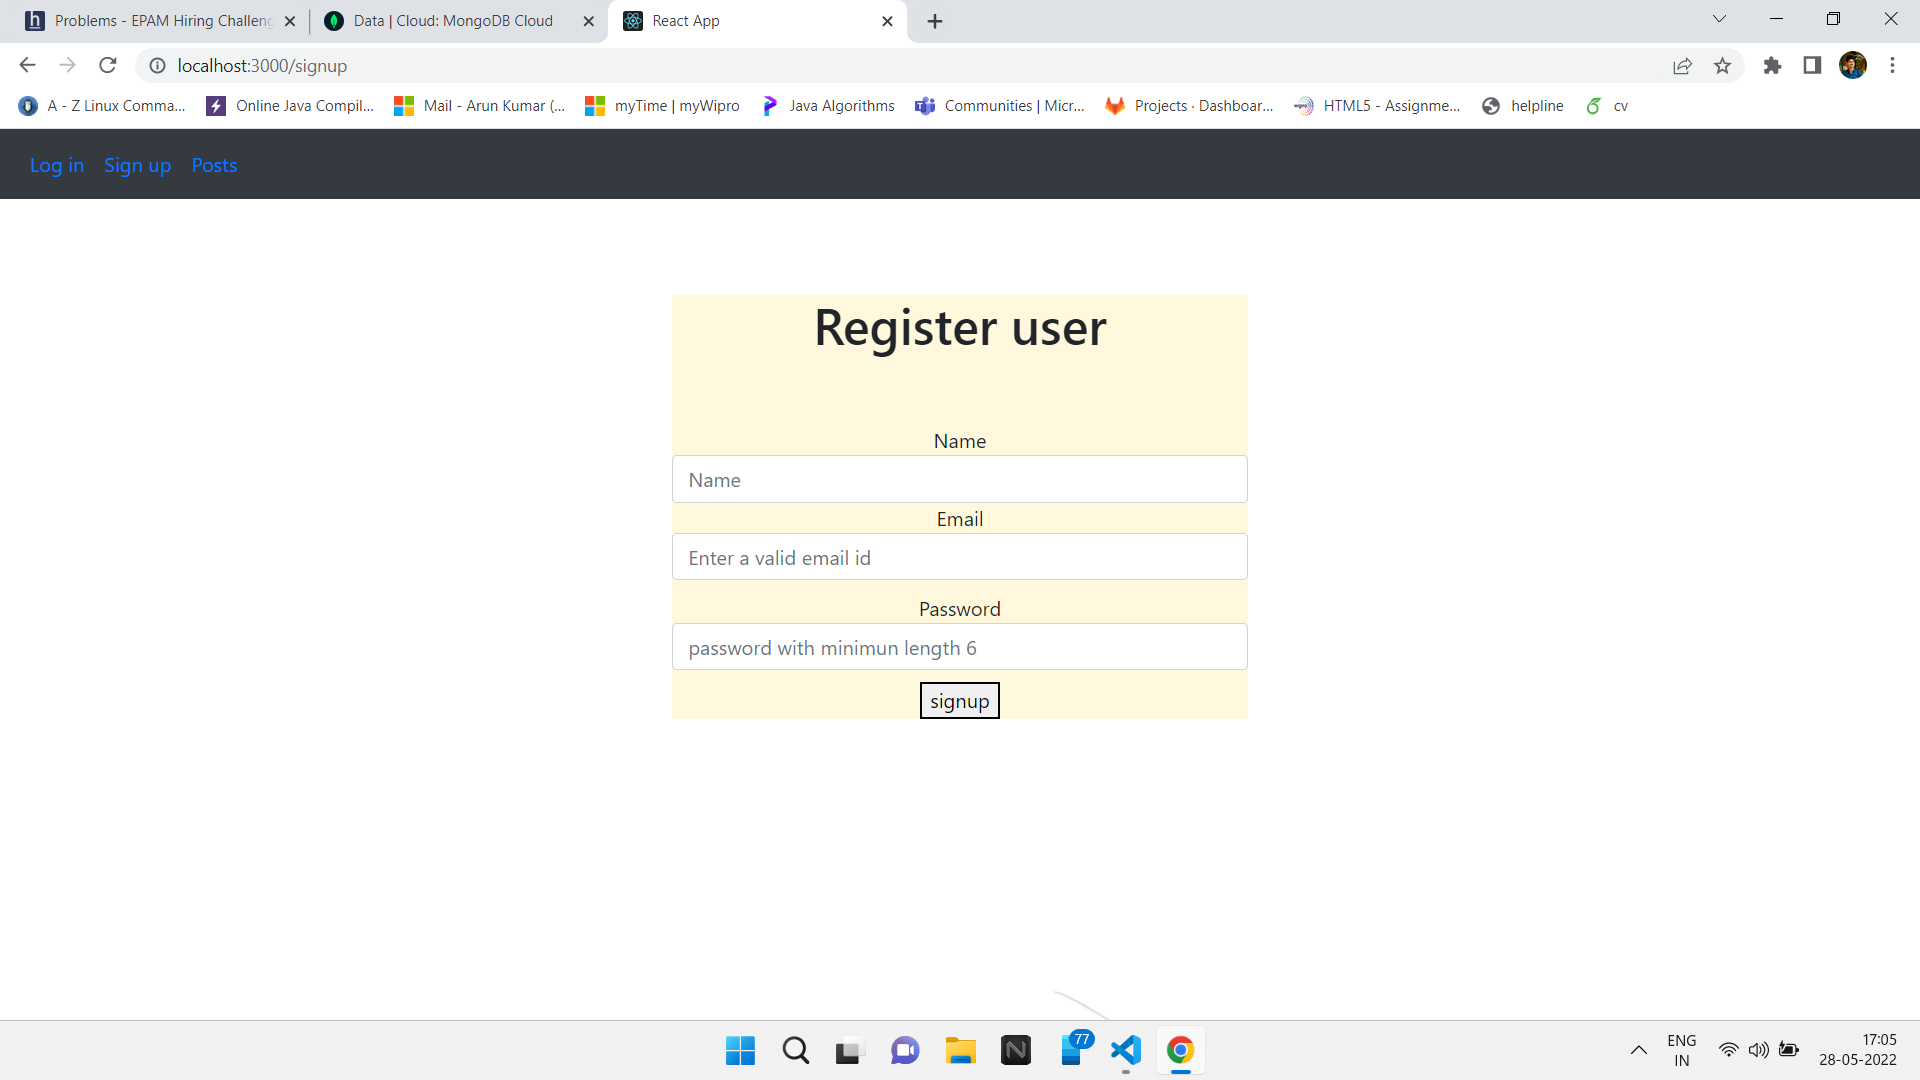 Problems - EPAM Hiring Challeng
Data | Cloud: MongoDB Cloud
React App
localhost:3000/signup
A - Z Linux Comma...
Online Java Compil...
Mail - Arun Kumar (...
myTime | myWipro
Java Algorithms
Communities | Micr...
Projects · Dashboar...
HTML5 - Assignme...
helpline
cv
Log in
Sign up
Posts
Register user
Name
Name
Email
Enter a valid email id
Password
password with minimun length 6
signup
77
ENG
IN
17:05
28-05-2022